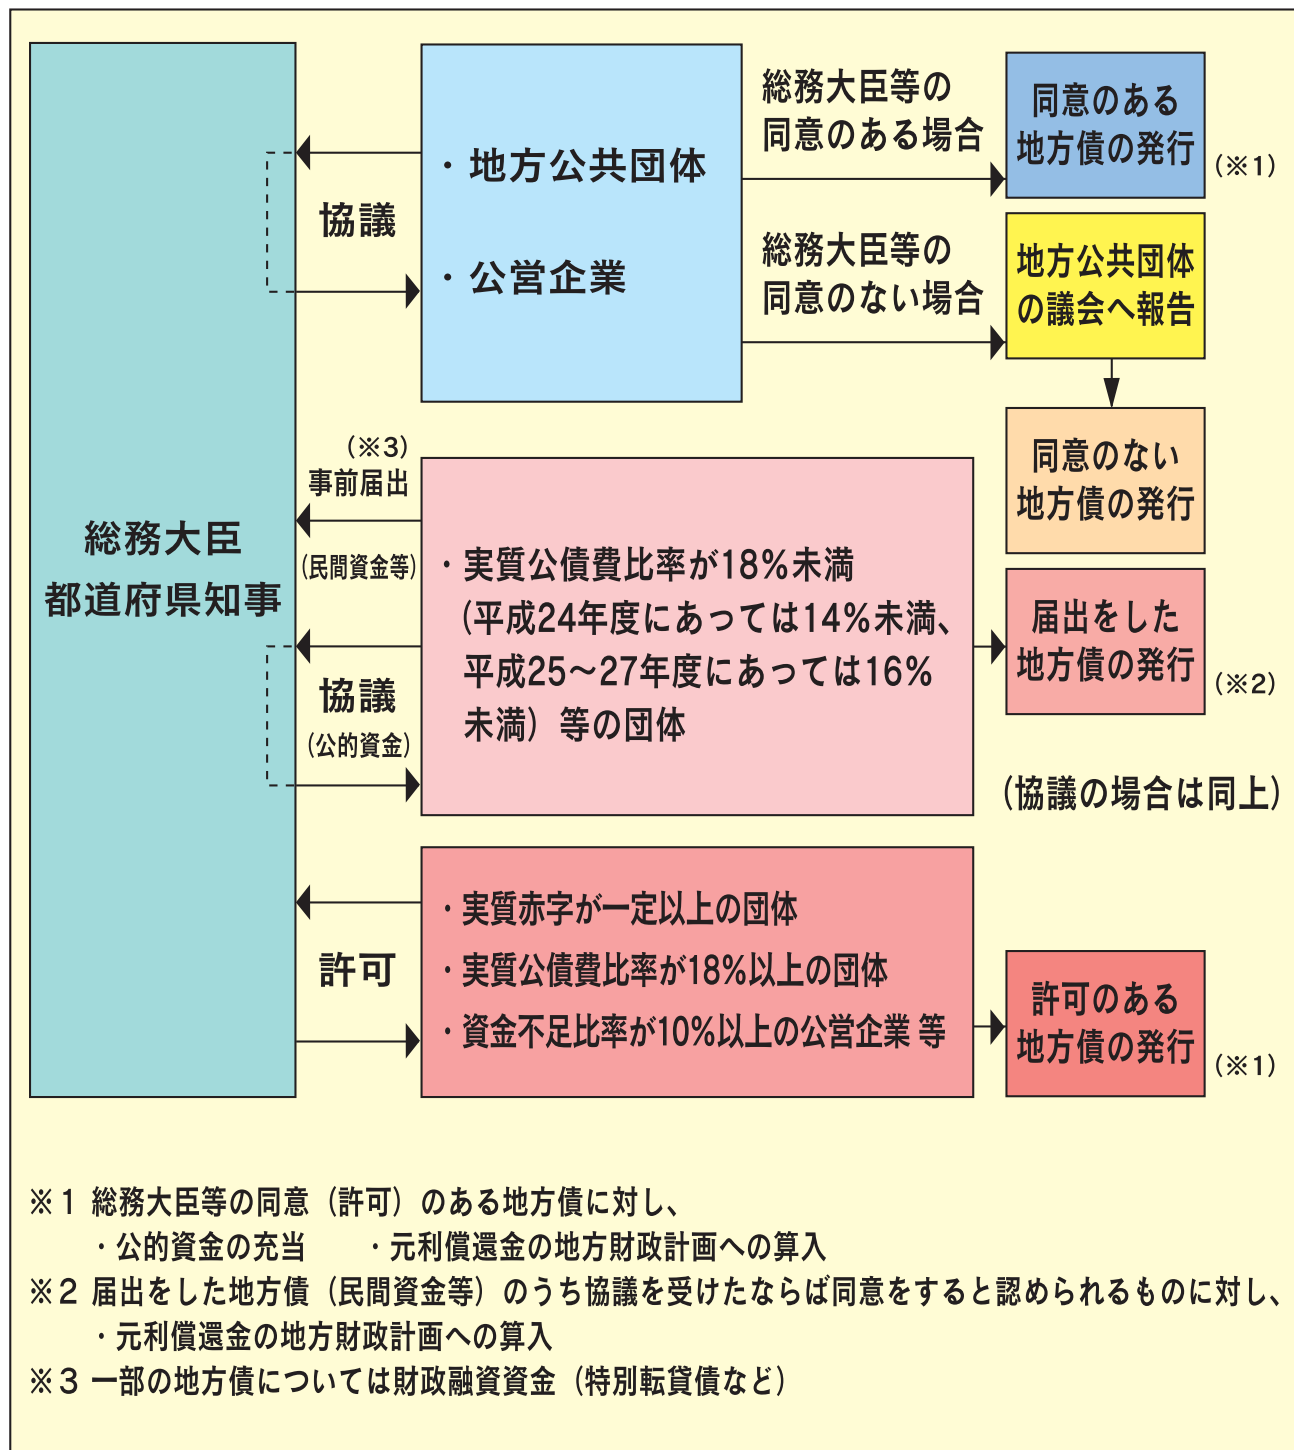 総務大臣
都道府県知事
協議
・地方公共団体
・公営企業
総務大臣等の
同意のある場合
同意のある
地方債の発行
(※1)
総務大臣等の
同意のない場合
地方公共団体
の議会へ報告
同意のない
地方債の発行
(※3)
事前届出
(民間資金等)
協議
(公的資金)
・実質公債費比率が18%未満
(平成24年度にあっては14%未満、
平成25～27年度にあっては16%
未満)等の団体
届出をした
地方債の発行
(※2)
(協議の場合は同上)
許可
・実質赤字が一定以上の団体
・実質公債費比率が18%以上の団体
・資金不足比率が10%以上の公営企業 等
許可のある
地方債の発行
(※1)
※1 総務大臣等の同意(許可)のある地方債に対し、
・公的資金の充当 ・元利償還金の地方財政計画への算入
※2 届出をした地方債(民間資金等)のうち協議を受けたならば同意をすると認められるものに対し、
・元利償還金の地方財政計画への算入
※3 一部の地方債については財政融資資金(特別転貸債など)